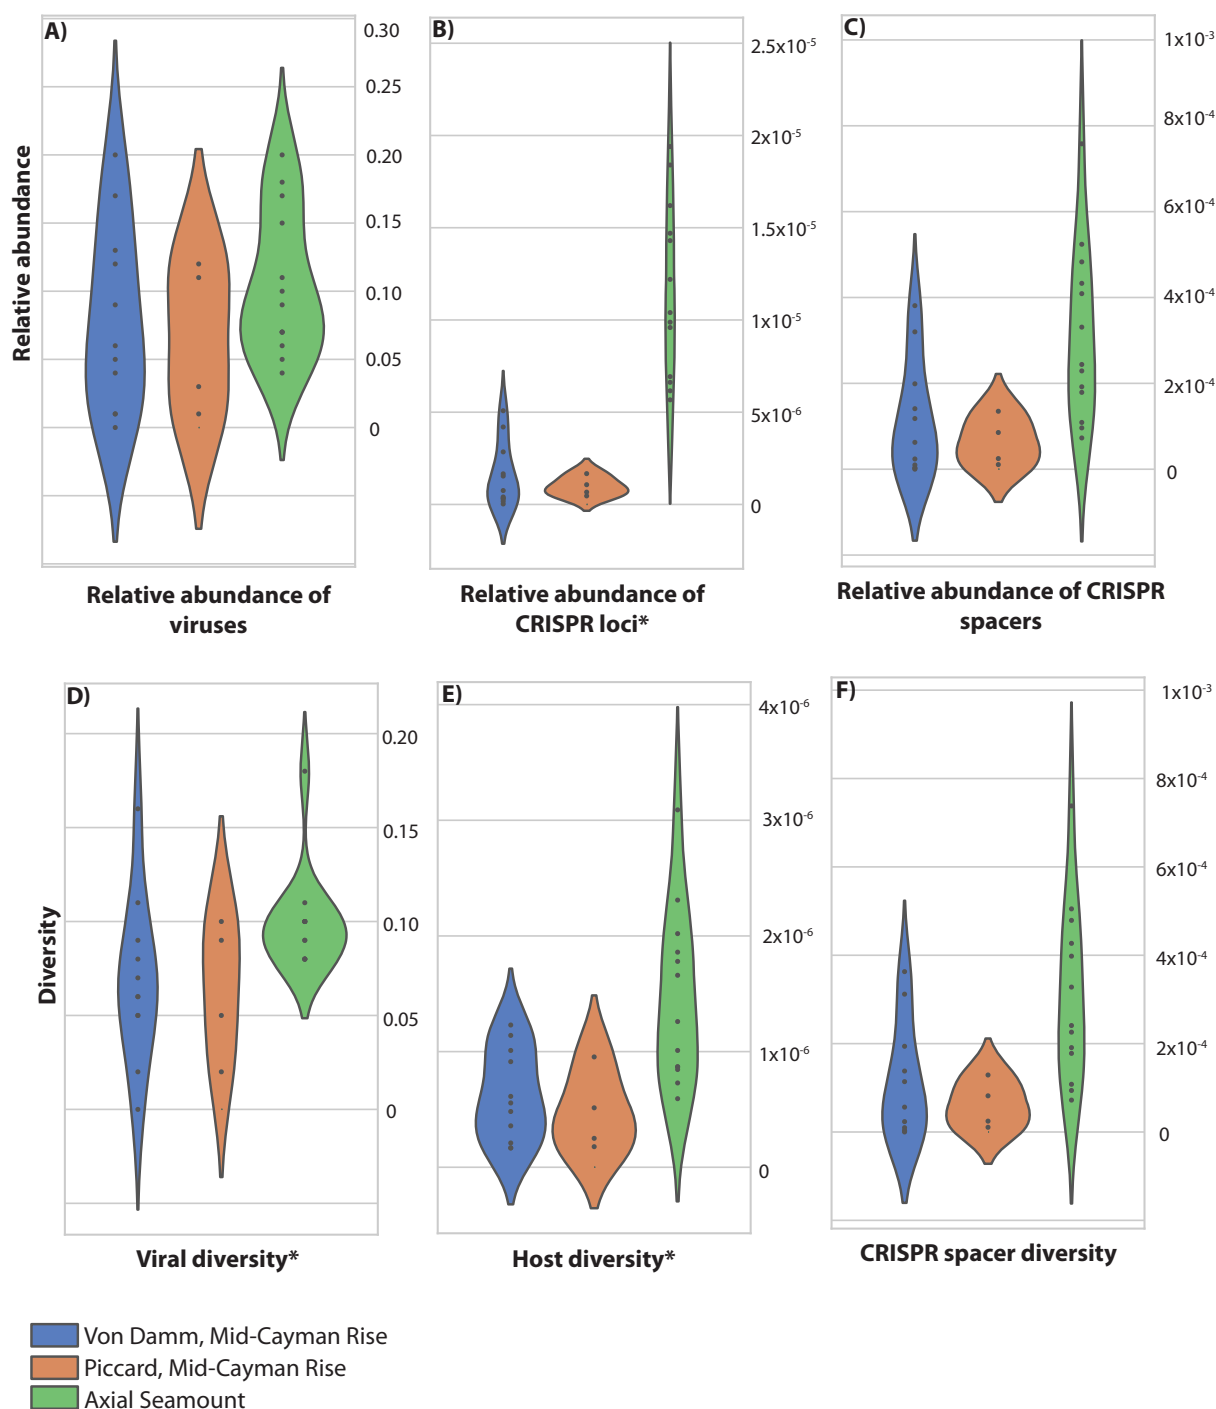 A)
0.30
0.25
0.20
0.15
0.10
0.05
0
Relative abundance
Relative abundance of
viruses
B)
2.5x10⁻⁵
2x10⁻⁵
1.5x10⁻⁵
1x10⁻⁵
5x10⁻⁶
0
Relative abundance of
CRISPR loci*
C)
1x10⁻³
8x10⁻⁴
6x10⁻⁴
4x10⁻⁴
2x10⁻⁴
0
Relative abundance of CRISPR
spacers
D)
0.20
0.15
0.10
0.05
0
Diversity
Viral diversity*
E)
4x10⁻⁶
3x10⁻⁶
2x10⁻⁶
1x10⁻⁶
0
Host diversity*
F)
1x10⁻³
8x10⁻⁴
6x10⁻⁴
4x10⁻⁴
2x10⁻⁴
0
CRISPR spacer diversity
Von Damm, Mid-Cayman Rise
Piccard, Mid-Cayman Rise
Axial Seamount